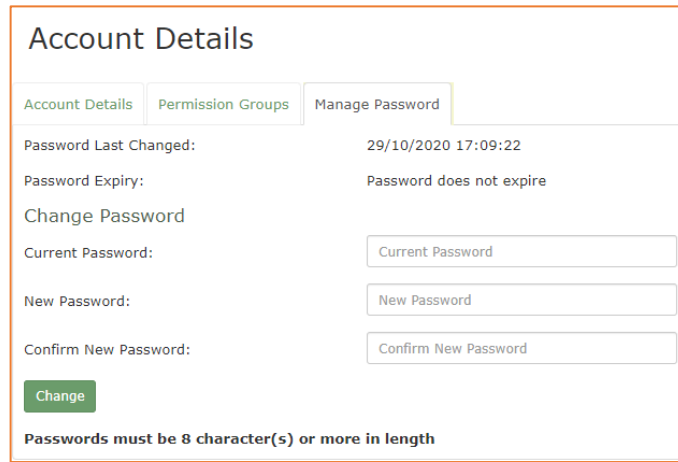 Account Details
Account Details Permission Groups Manage Password
Password Last Changed: 29/10/2020 17:09:22
Password Expiry: Password does not expire
Change Password
Current Password: Current Password
New Password: New Password
Confirm New Password: Confirm New Password
Change
Passwords must be 8 character(s) or more in length